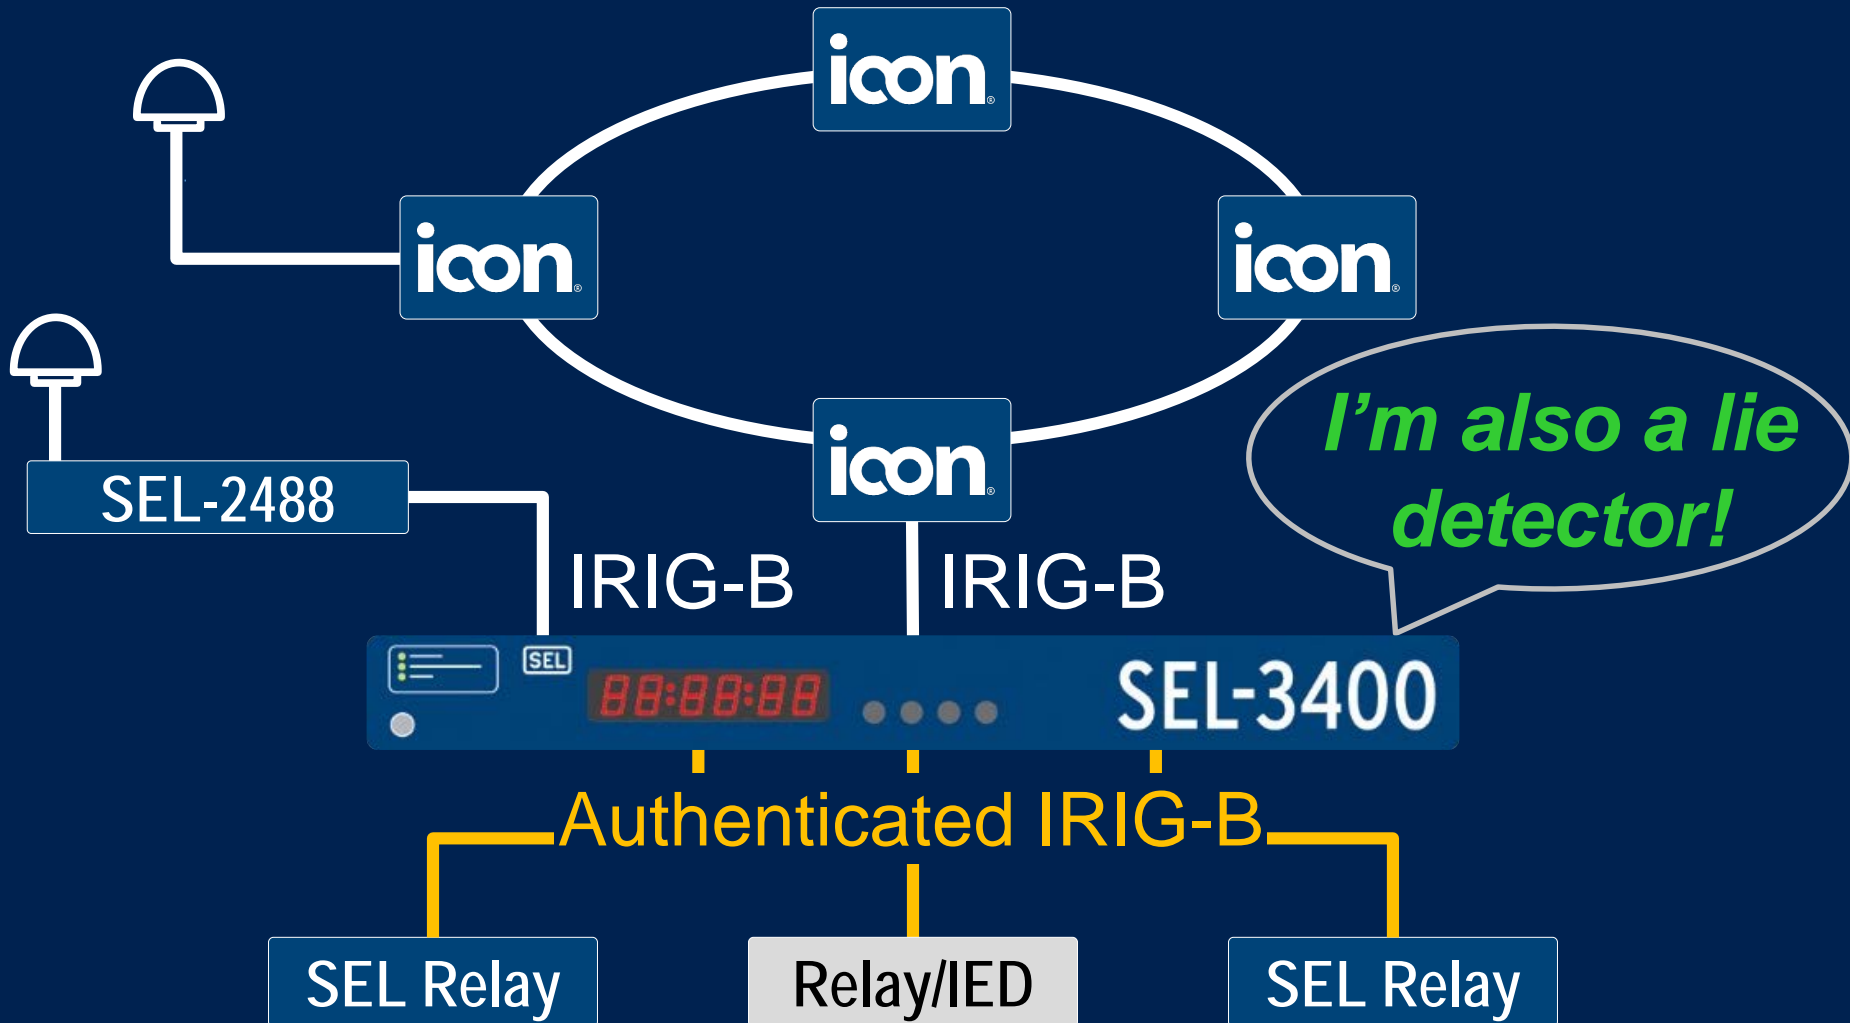 icon®
icon®
icon®
icon®
I'm also a lie
detector!
SEL-2488
IRIG-B
IRIG-B
SEL
88:88:88
SEL-3400
Authenticated IRIG-B
SEL Relay
Relay/IED
SEL Relay